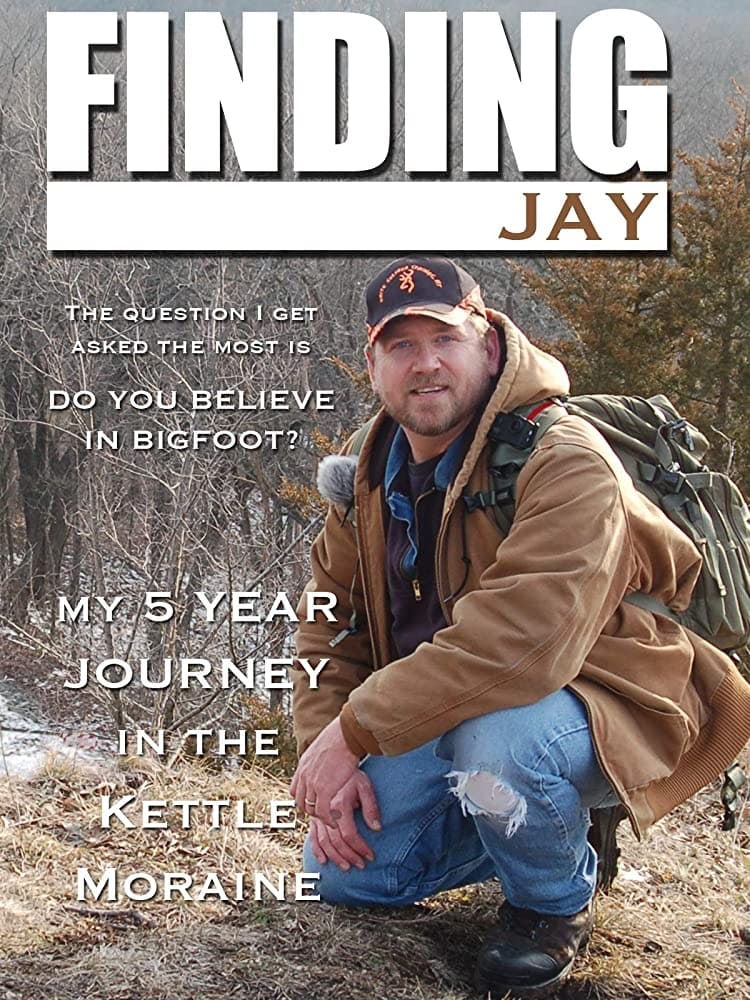 FINDING
JAY
THE QUESTION I GET
ASKED THE MOST IS
DO YOU BELIEVE
IN BIGFOOT?
MY 5 YEAR
JOURNEY
IN THE
KETTLE
MORAINE